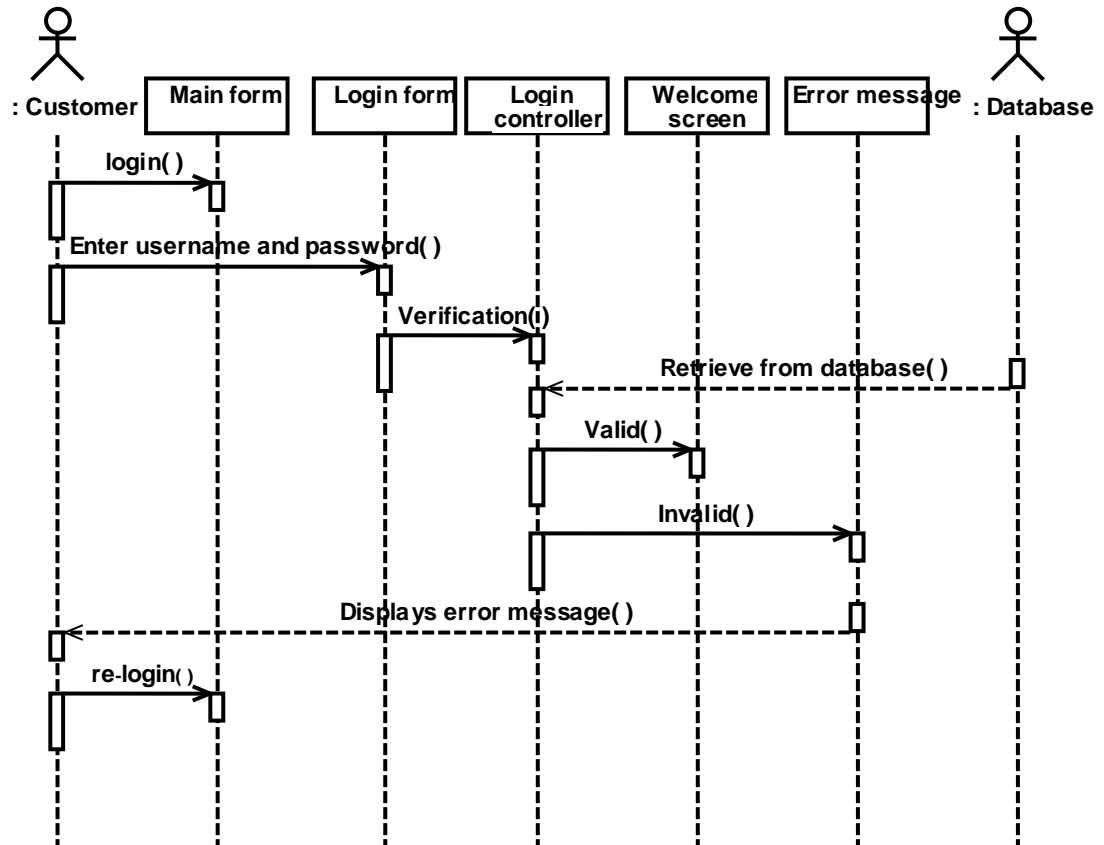 : Customer
Main form
Login form
Login
controller
Welcome
screen
Error message
: Database
login( )
Enter username and password( )
Verification( )
Retrieve from database( )
Valid( )
Invalid( )
Displays error message( )
re-login( )